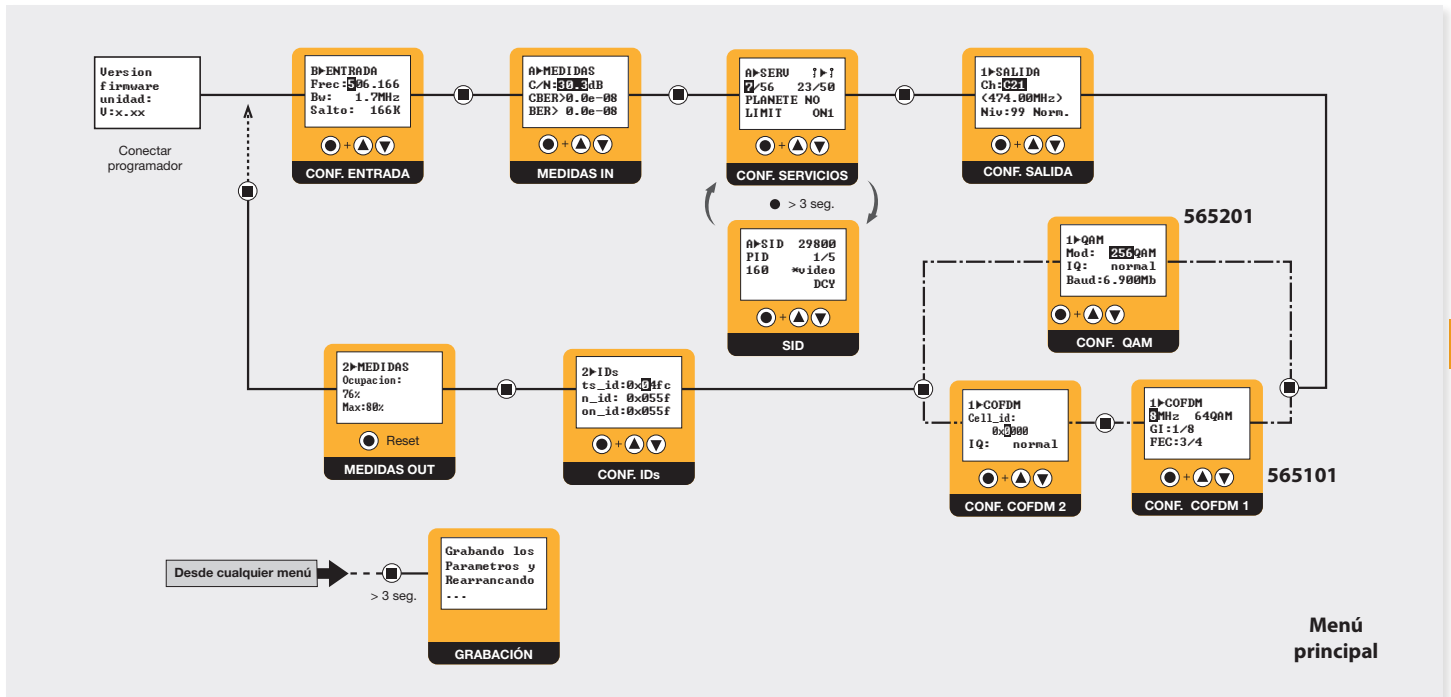 Version
firmware
unidad:
V:x.xx
Conectar
programador
B▶ENTRADA
Frec:506.166
Bw: 1.7MHz
Salto: 166K
CONF. ENTRADA
A▶MEDIDAS
C/N:30.3dB
CBER>0.0e-08
BER> 0.0e-08
MEDIDAS IN
A▶SERV
7/56 23/50
PLANETE NO
LIMIT ON1
CONF. SERVICIOS
1▶SALIDA
Ch:C21
(474.00MHz)
Niv:99 Norm.
CONF. SALIDA
> 3 seg.
A▶SID 29800
PID 1/5
160 *video
DCY
SID
565201
1▶QAM
Mod: 256QAM
IQ: normal
Baud:6.900Mb
CONF. QAM
2▶MEDIDAS
Ocupacion:
76%
Max:80%
Reset
MEDIDAS OUT
2▶IDs
ts_id:0x04fc
n_id: 0x055f
on_id:0x055f
CONF. IDs
1▶COFDM
Cell_id:
0x0000
IQ: normal
CONF. COFDM 2
1▶COFDM
8MHz 64QAM
GI:1/8
FEC:3/4
565101
CONF. COFDM 1
Desde cualquier menú
> 3 seg.
Grabando los
Parametros y
Rearrancando
...
GRABACIÓN
Menú
principal